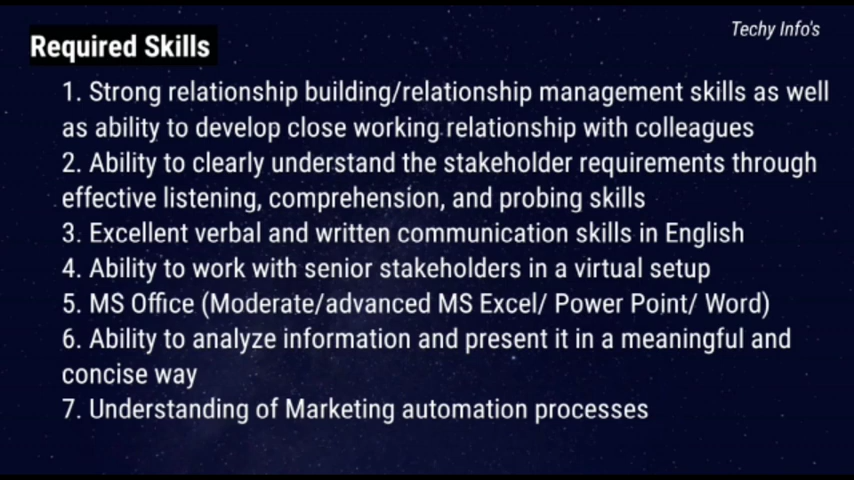 Techy Info's
Required Skills
1. Strong relationship building/relationship management skills as well
as ability to develop close working relationship with colleagues
2. Ability to clearly understand the stakeholder requirements through
effective listening, comprehension, and probing skills
3. Excellent verbal and written communication skills in English
4. Ability to work with senior stakeholders in a virtual setup
5. MS Office (Moderate/advanced MS Excel/ Power Point/ Word)
6. Ability to analyze information and present it in a meaningful and
concise way
7. Understanding of Marketing automation processes